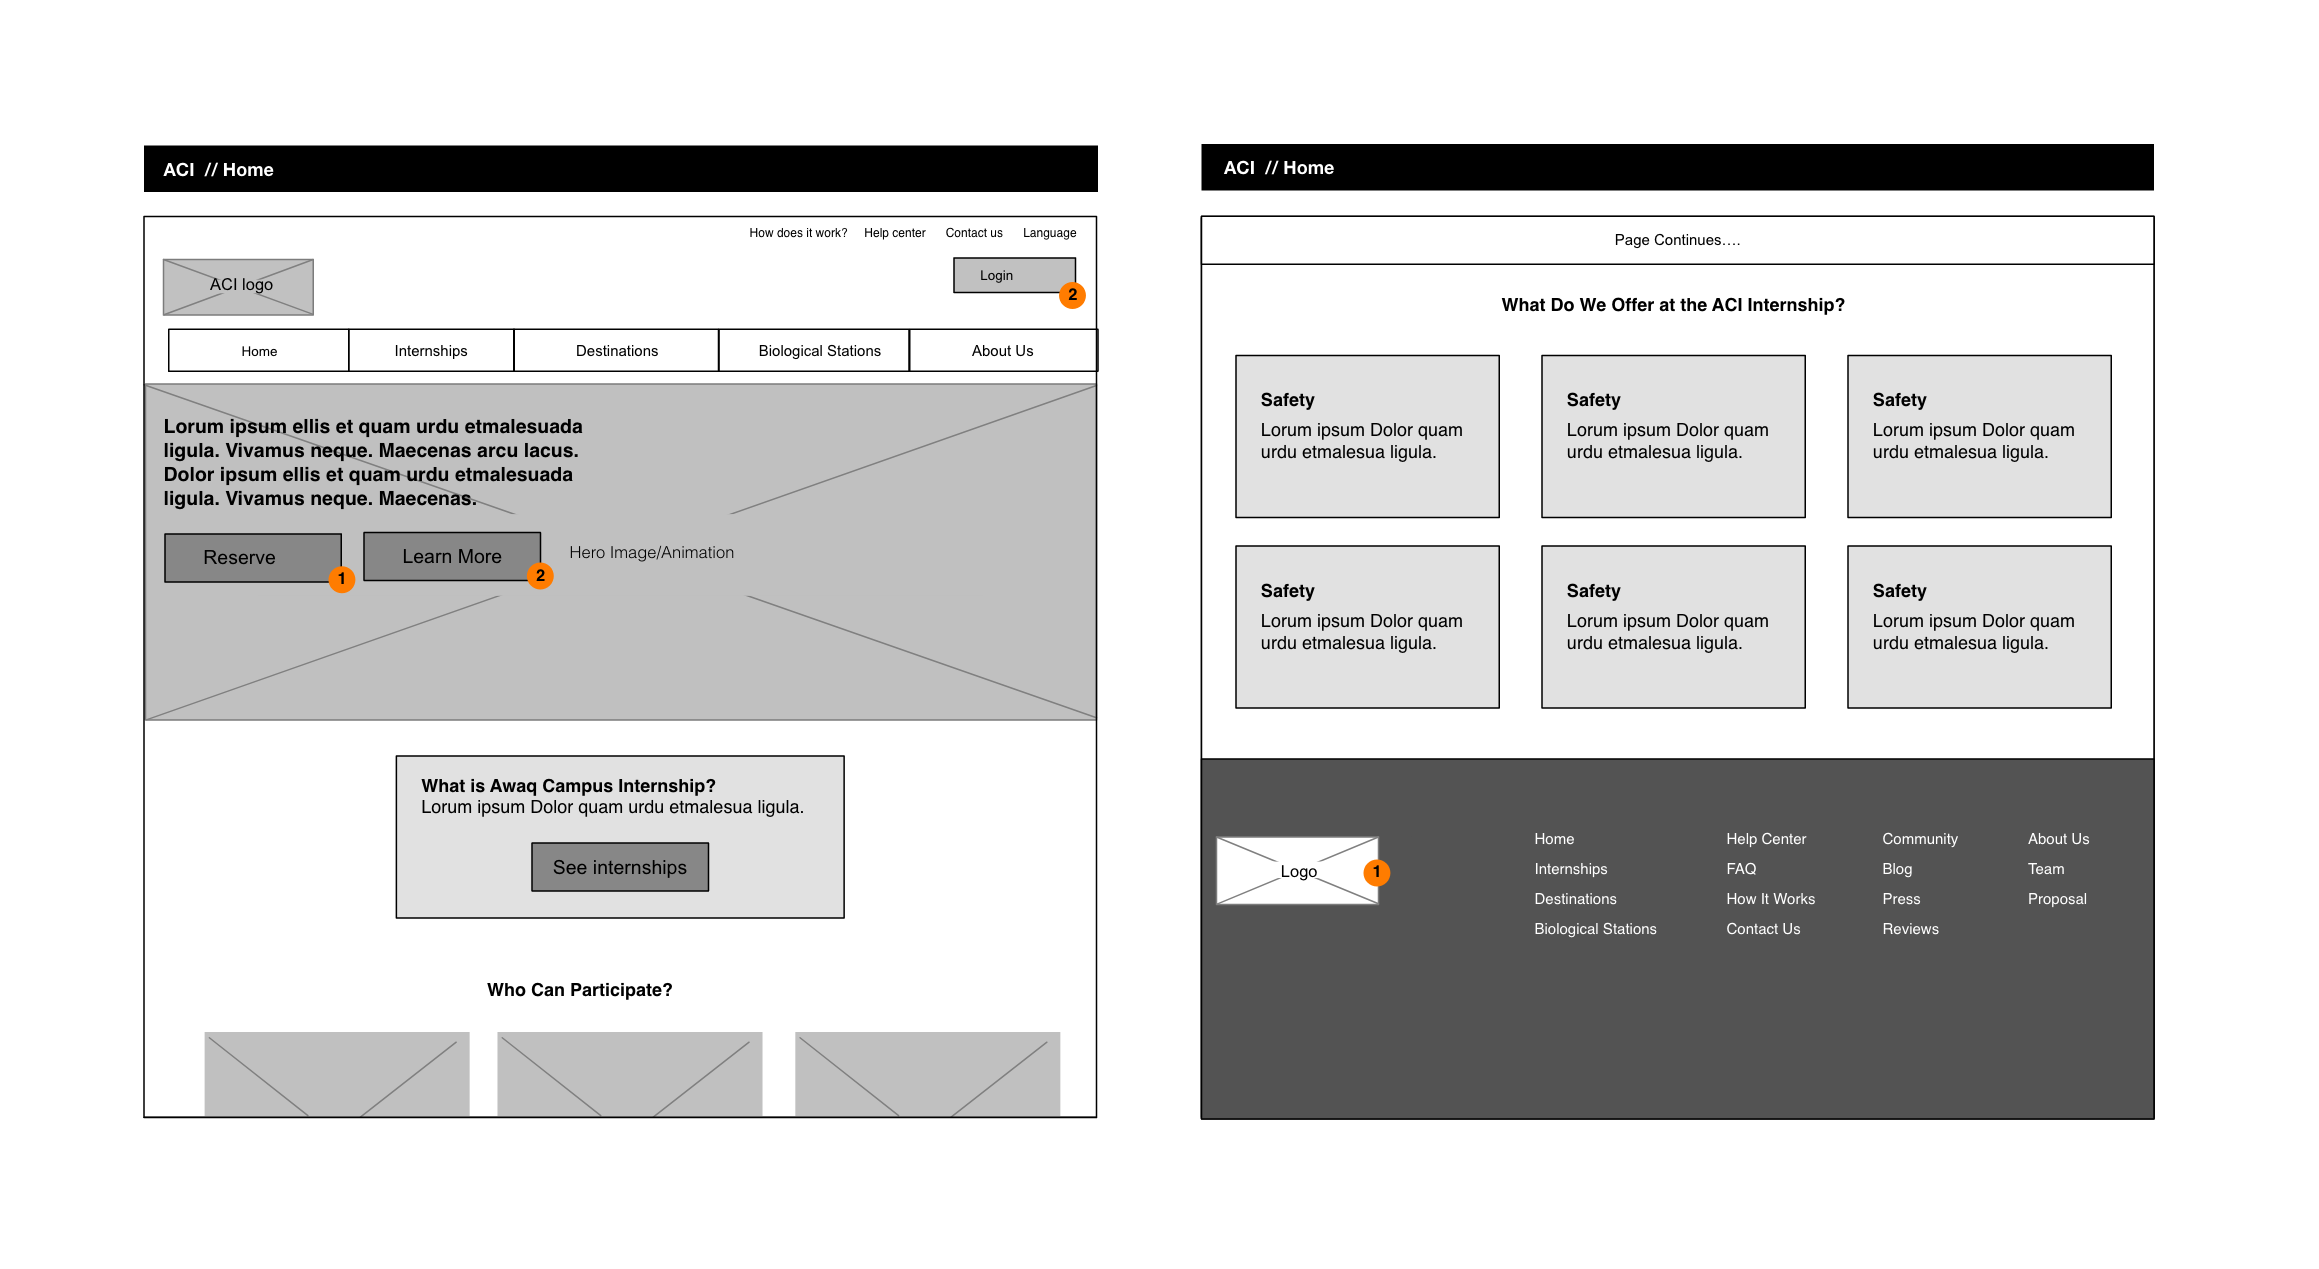 ACI // Home
How does it work? Help center Contact us Language
ACI logo
Login
2
Home Internships Destinations Biological Stations About Us
Lorum ipsum ellis et quam urdu etmalesuada
ligula. Vivamus neque. Maecenas arcu lacus.
Dolor ipsum ellis et quam urdu etmalesuada
ligula. Vivamus neque. Maecenas.
Reserve
1
Learn More
2
Hero Image/Animation
What is Awaq Campus Internship?
Lorum ipsum Dolor quam urdu etmalesua ligula.
See internships
Who Can Participate?
ACI // Home
Page Continues....
What Do We Offer at the ACI Internship?
Safety
Lorum ipsum Dolor quam
urdu etmalesua ligula.
Safety
Lorum ipsum Dolor quam
urdu etmalesua ligula.
Safety
Lorum ipsum Dolor quam
urdu etmalesua ligula.
Safety
Lorum ipsum Dolor quam
urdu etmalesua ligula.
Safety
Lorum ipsum Dolor quam
urdu etmalesua ligula.
Safety
Lorum ipsum Dolor quam
urdu etmalesua ligula.
Logo
1
Home
Internships
Destinations
Biological Stations
Help Center
FAQ
How It Works
Contact Us
Community
Blog
Press
Reviews
About Us
Team
Proposal